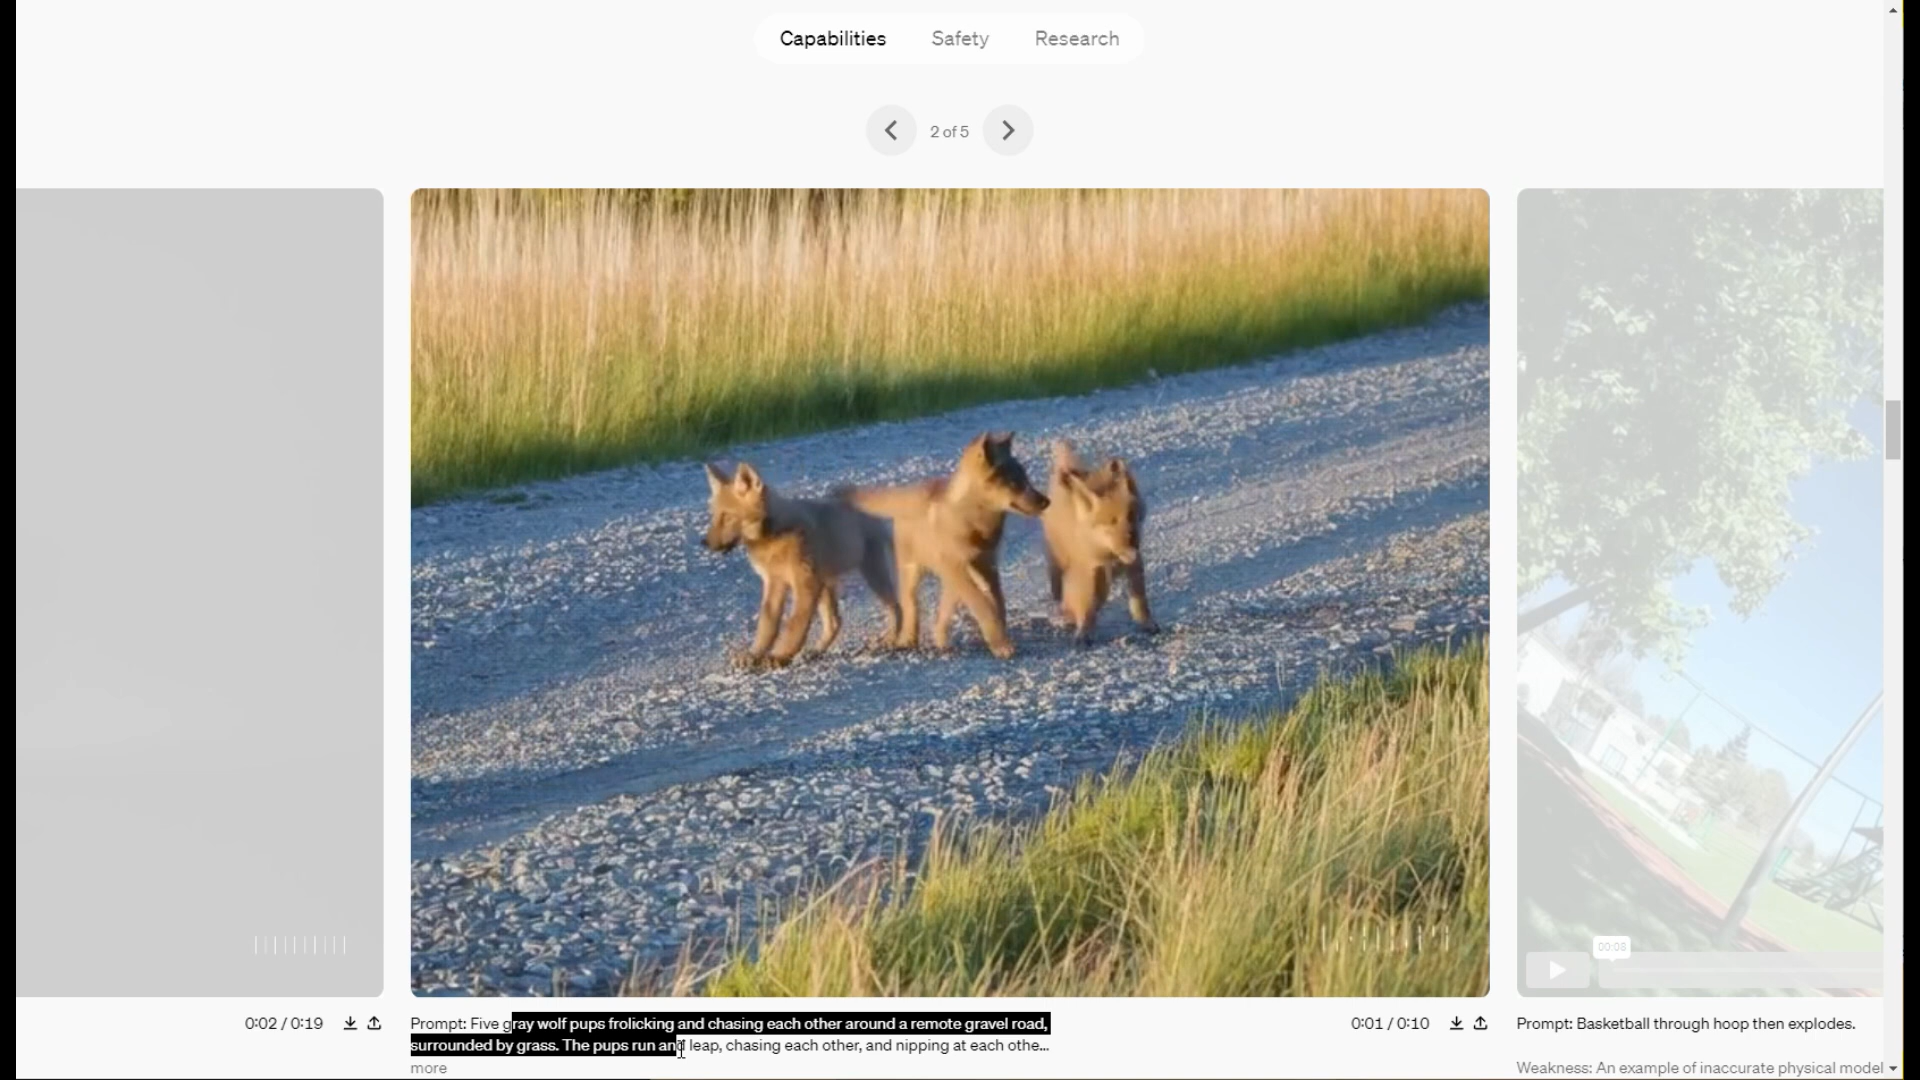 Capabilities Safety Research
2 of 5
00:08
0:02 / 0:19
Prompt: Five gray wolf pups frolicking and chasing each other around a remote gravel road,
surrounded by grass. The pups run and leap, chasing each other, and nipping at each othe...
more
0:01 / 0:10
Prompt: Basketball through hoop then explodes.
Weakness: An example of inaccurate physical model